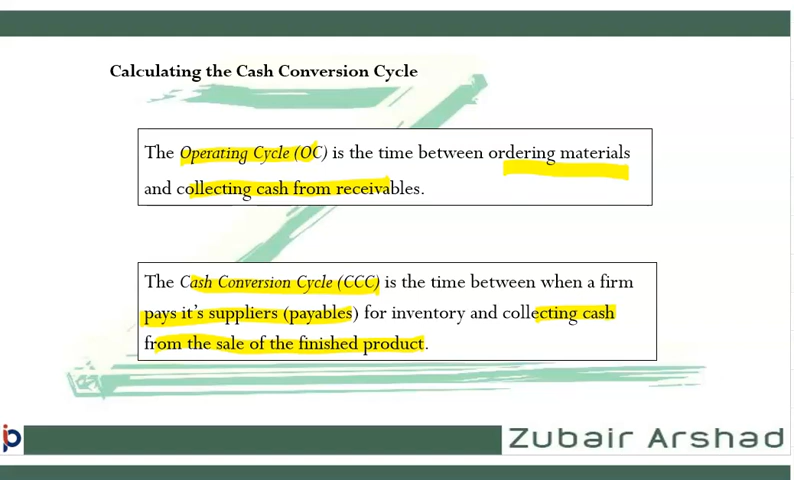 Calculating the Cash Conversion Cycle
The Operating Cycle (OC) is the time between ordering materials
and collecting cash from receivables.
The Cash Conversion Cycle (CCC) is the time between when a firm
pays it's suppliers (payables) for inventory and collecting cash
from the sale of the finished product.
Zubair Arshad